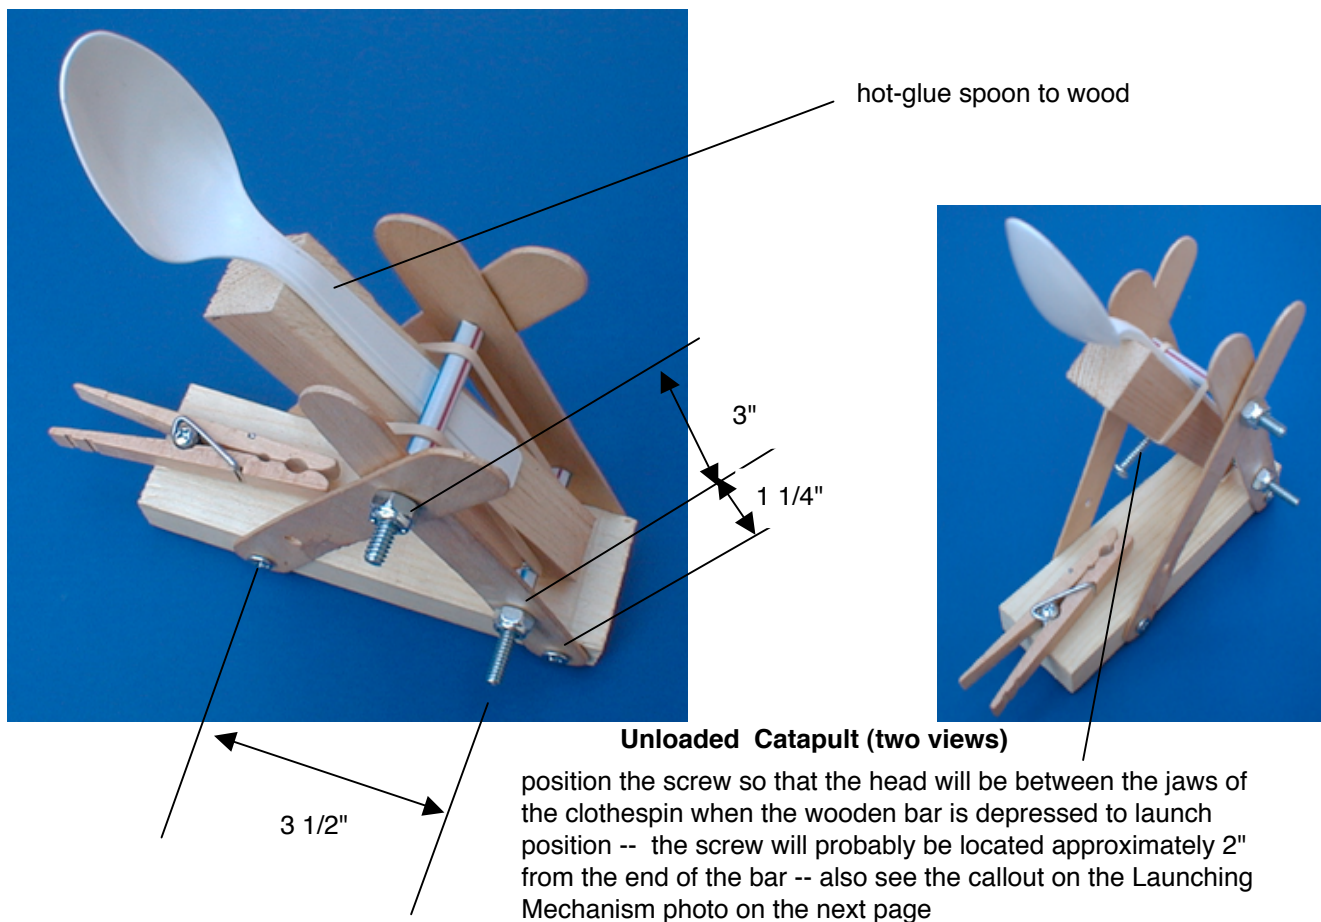 hot-glue spoon to wood
3"
1 1/4"
3 1/2"
Unloaded  Catapult (two views)
position the screw so that the head will be between the jaws of
the clothespin when the wooden bar is depressed to launch
position --  the screw will probably be located approximately 2"
from the end of the bar -- also see the callout on the Launching
Mechanism photo on the next page